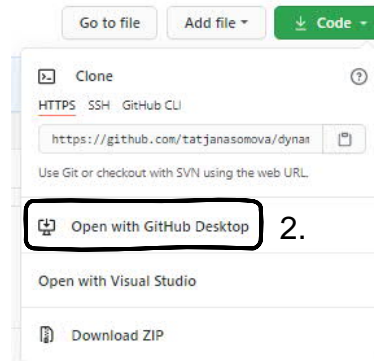 Go to file Add file Code
Clone
HTTPS SSH GitHub CLI
https://github.com/tatjanasomova/dynar
Use Git or checkout with SVN using the web URL.
Open with GitHub Desktop 2.
Open with Visual Studio
Download ZIP